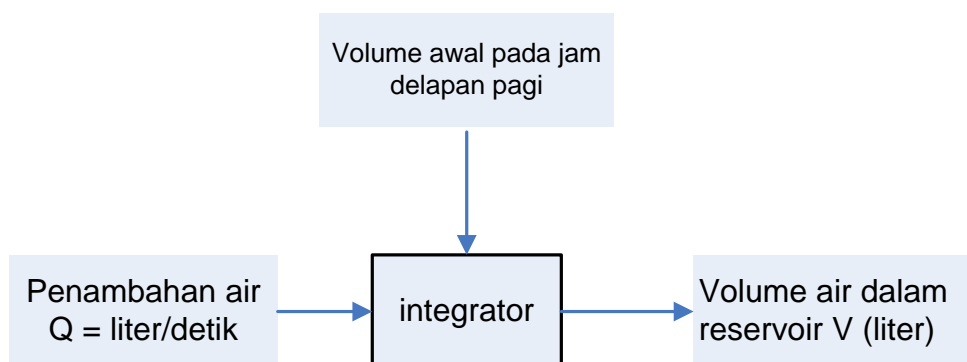 Volume awal pada jam
delapan pagi
Penambahan air
Q = liter/detik
integrator
Volume air dalam
reservoir V (liter)